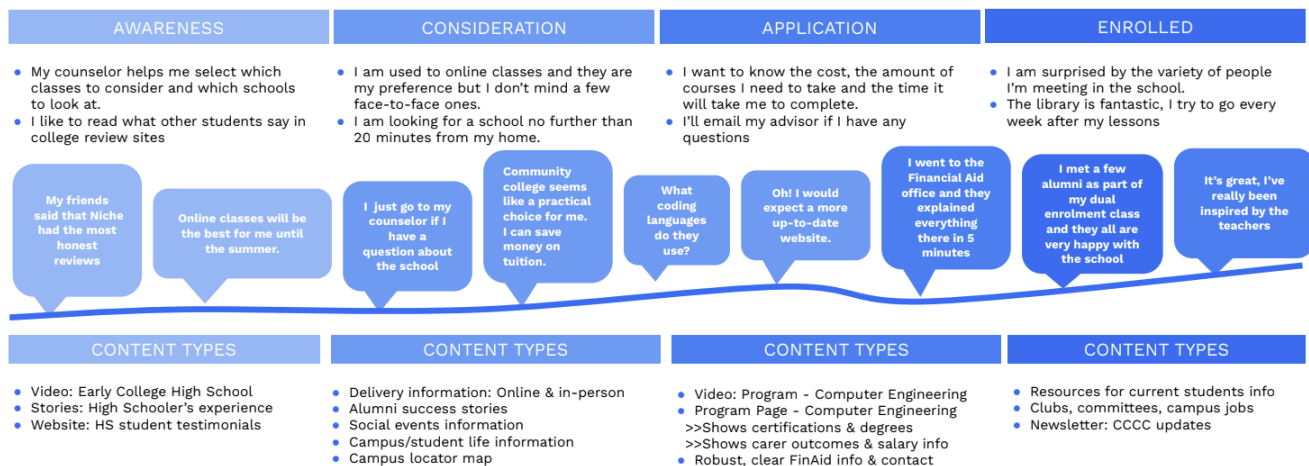 AWARENESS
CONSIDERATION
APPLICATION
ENROLLED
• My counselor helps me select which
classes to consider and which schools
to look at.
• I like to read what other students say in
college review sites
• I am used to online classes and they are
my preference but I don't mind a few
face-to-face ones.
• I am looking for a school no further than
20 minutes from my home.
• I want to know the cost, the amount of
courses I need to take and the time it
will take me to complete.
• I'll email my advisor if I have any
questions
• I am surprised by the variety of people
I'm meeting in the school.
• The library is fantastic, I try to go every
week after my lessons
My friends
said that Niche
had the most
honest
reviews
Online classes will be
the best for me until
the summer.
I just go to my
counselor if I
have a
question about
the school
Community
college seems
like a practical
choice for me.
I can save
money on
tuition.
What
coding
languages
do they
use?
Oh! I would
expect a more
up-to-date
website.
I went to the
Financial Aid
office and they
explained
everything
there in 5
minutes
I met a few
alumni as part of
my dual
enrolment class
and they all are
very happy with
the school
It's great, I've
really been
inspired by the
teachers
CONTENT TYPES
CONTENT TYPES
CONTENT TYPES
CONTENT TYPES
• Video: Early College High School
• Stories: High Schooler's experience
• Website: HS student testimonials
• Delivery information: Online & in-person
• Alumni success stories
• Social events information
• Campus/student life information
• Campus locator map
• Video: Program - Computer Engineering
• Program Page - Computer Engineering
>>Shows certifications & degrees
>>Shows carer outcomes & salary info
• Robust, clear FinAid info & contact
• Resources for current students info
• Clubs, committees, campus jobs
• Newsletter: CCCC updates